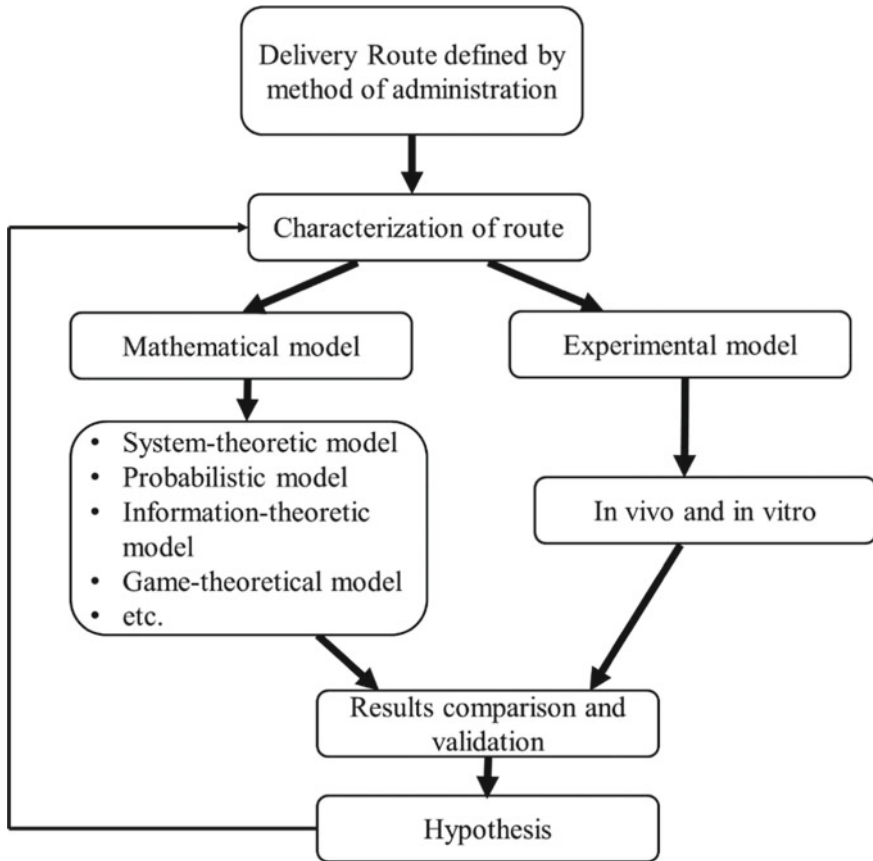 Delivery Route defined by
method of administration
Characterization of route
Mathematical model
Experimental model
• System-theoretic model
• Probabilistic model
• Information-theoretic
model
• Game-theoretical model
• etc.
In vivo and in vitro
Results comparison and
validation
Hypothesis